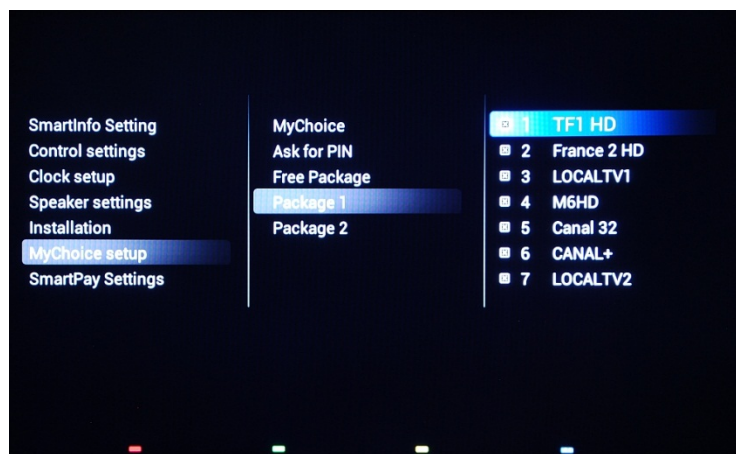 SmartInfo Setting
Control settings
Clock setup
Speaker settings
Installation
MyChoice setup
SmartPay Settings
MyChoice
Ask for PIN
Free Package
Package 1
Package 2
1 TF1 HD
2 France 2 HD
3 LOCALTV1
4 M6HD
5 Canal 32
6 CANAL+
7 LOCALTV2